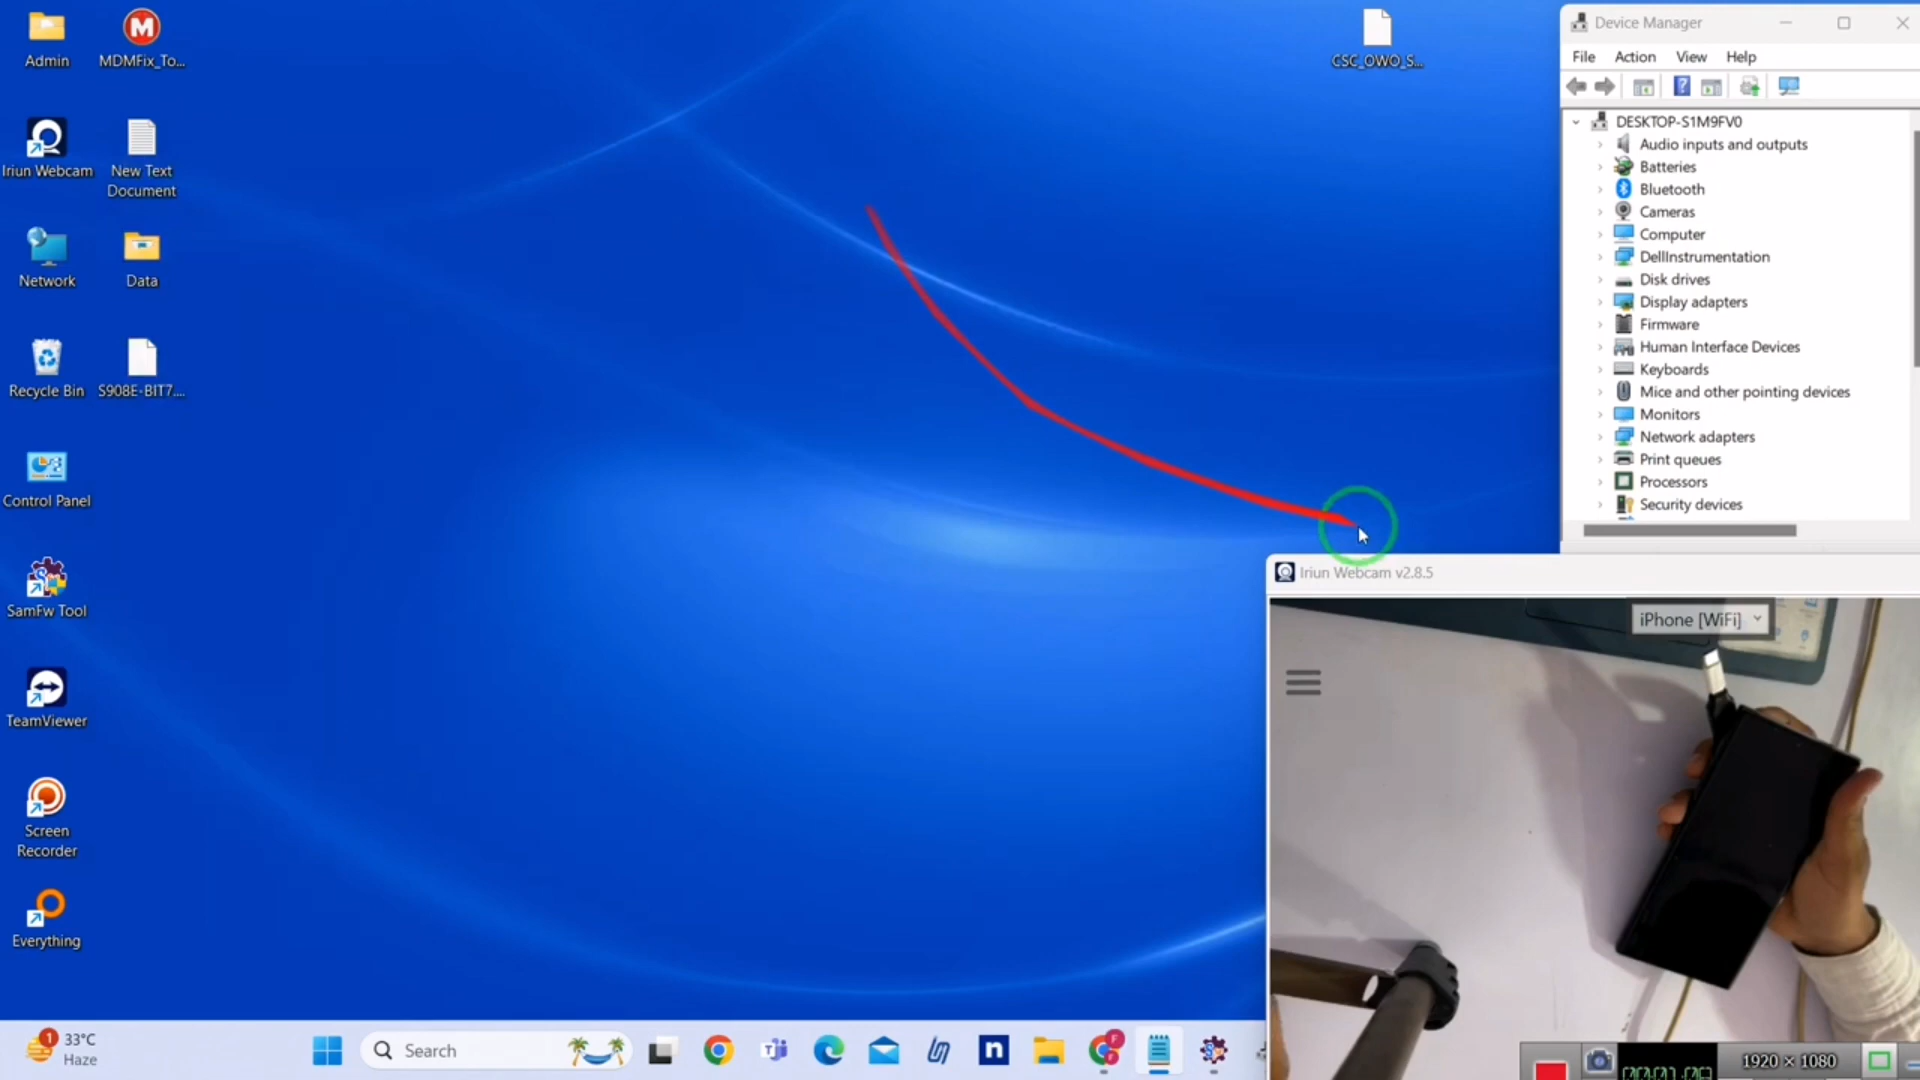 Admin
MDMFix_To...
Iriun Webcam
New Text
Document
Network
Data
Recycle Bin
S908E-BIT7....
Control Panel
SamFw Tool
TeamViewer
Screen
Recorder
Everything
CSC_OWO_S...
Device Manager
File Action View Help
DESKTOP-S1M9FV0
Audio inputs and outputs
Batteries
Bluetooth
Cameras
Computer
DellInstrumentation
Disk drives
Display adapters
Firmware
Human Interface Devices
Keyboards
Mice and other pointing devices
Monitors
Network adapters
Print queues
Processors
Security devices
Iriun Webcam v2.8.5
iPhone [WiFi]
1
33°C
Haze
Search
1920 × 1080